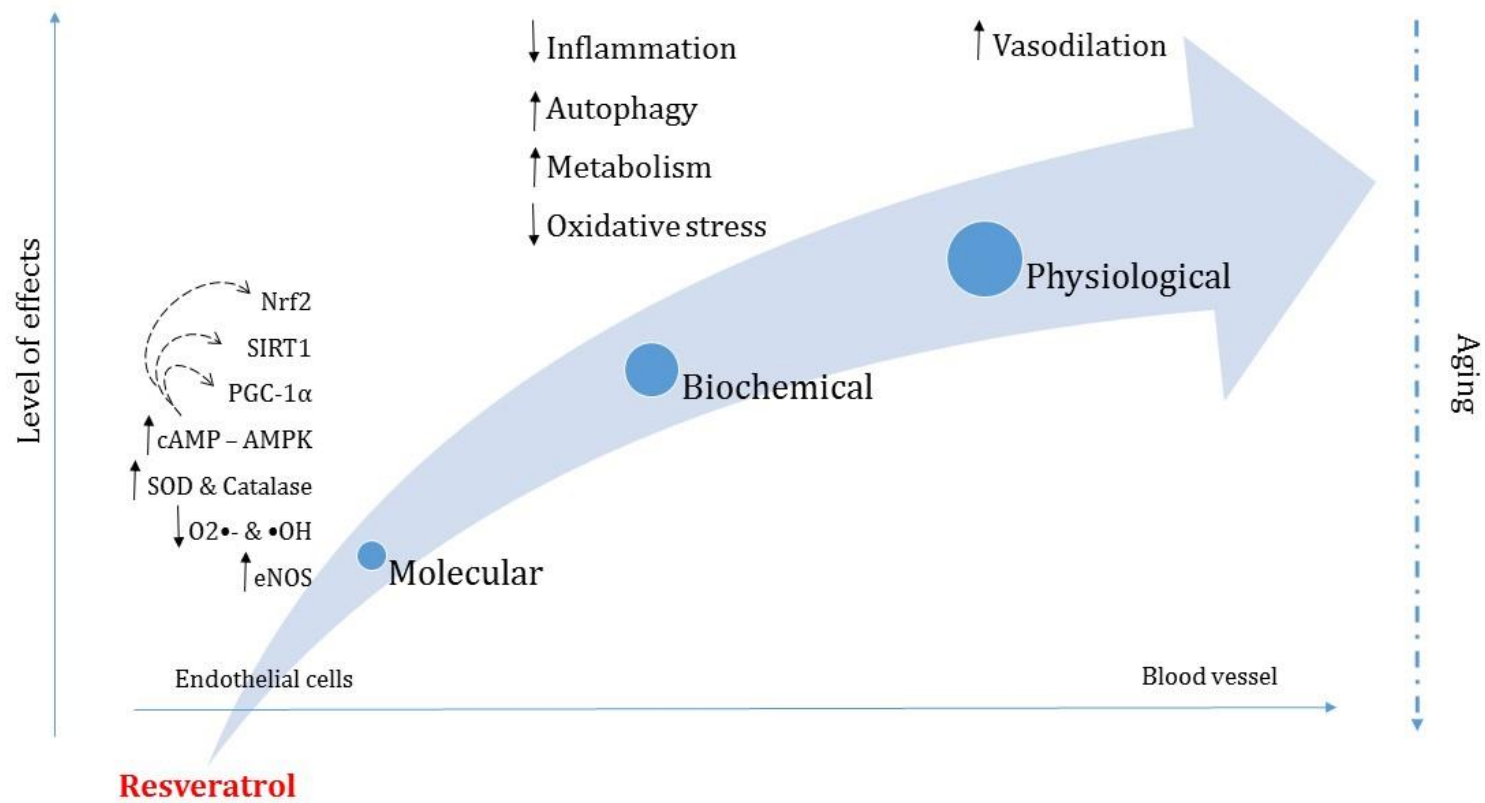 Inflammation
Vasodilation
Autophagy
Metabolism
Oxidative stress
Level of effects
Physiological
Nrf2
SIRT1
Biochemical
PGC-1α
Aging
cAMP – AMPK
SOD & Catalase
O2•- & •OH
Molecular
eNOS
Endothelial cells
Blood vessel
Resveratrol